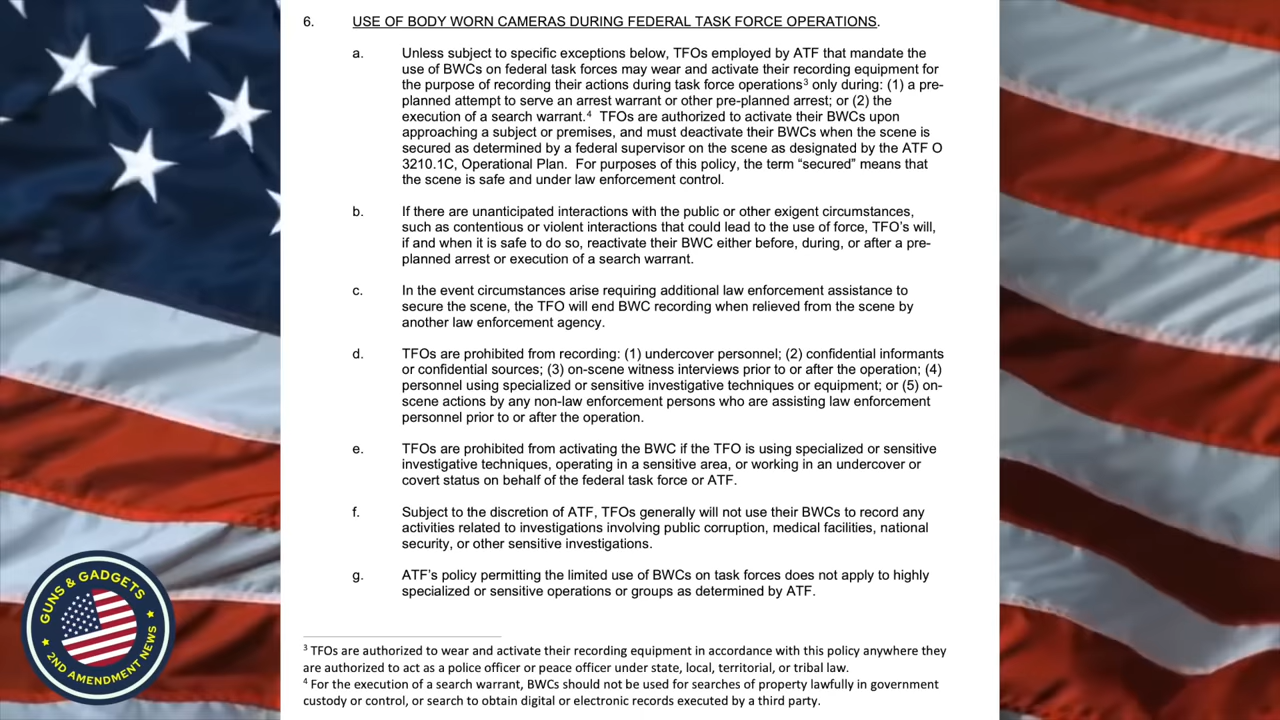 6. USE OF BODY WORN CAMERAS DURING FEDERAL TASK FORCE OPERATIONS.
a. Unless subject to specific exceptions below, TFOs employed by ATF that mandate the
use of BWCs on federal task forces may wear and activate their recording equipment for
the purpose of recording their actions during task force operations³ only during: (1) a pre-
planned attempt to serve an arrest warrant or other pre-planned arrest; or (2) the
execution of a search warrant.⁴ TFOs are authorized to activate their BWCs upon
approaching a subject or premises, and must deactivate their BWCs when the scene is
secured as determined by a federal supervisor on the scene as designated by the ATF O
3210.1C, Operational Plan. For purposes of this policy, the term “secured” means that
the scene is safe and under law enforcement control.
b. If there are unanticipated interactions with the public or other exigent circumstances,
such as contentious or violent interactions that could lead to the use of force, TFO’s will,
if and when it is safe to do so, reactivate their BWC either before, during, or after a pre-
planned arrest or execution of a search warrant.
c. In the event circumstances arise requiring additional law enforcement assistance to
secure the scene, the TFO will end BWC recording when relieved from the scene by
another law enforcement agency.
d. TFOs are prohibited from recording: (1) undercover personnel; (2) confidential informants
or confidential sources; (3) on-scene witness interviews prior to or after the operation; (4)
personnel using specialized or sensitive investigative techniques or equipment; or (5) on-
scene actions by any non-law enforcement persons who are assisting law enforcement
personnel prior to or after the operation.
e. TFOs are prohibited from activating the BWC if the TFO is using specialized or sensitive
investigative techniques, operating in a sensitive area, or working in an undercover or
covert status on behalf of the federal task force or ATF.
f. Subject to the discretion of ATF, TFOs generally will not use their BWCs to record any
activities related to investigations involving public corruption, medical facilities, national
security, or other sensitive investigations.
g. ATF’s policy permitting the limited use of BWCs on task forces does not apply to highly
specialized or sensitive operations or groups as determined by ATF.
³ TFOs are authorized to wear and activate their recording equipment in accordance with this policy anywhere they
are authorized to act as a police officer or peace officer under state, local, territorial, or tribal law.
⁴ For the execution of a search warrant, BWCs should not be used for searches of property lawfully in government
custody or control, or search to obtain digital or electronic records executed by a third party.
GUNS & GADGETS
2ND AMENDMENT NEWS